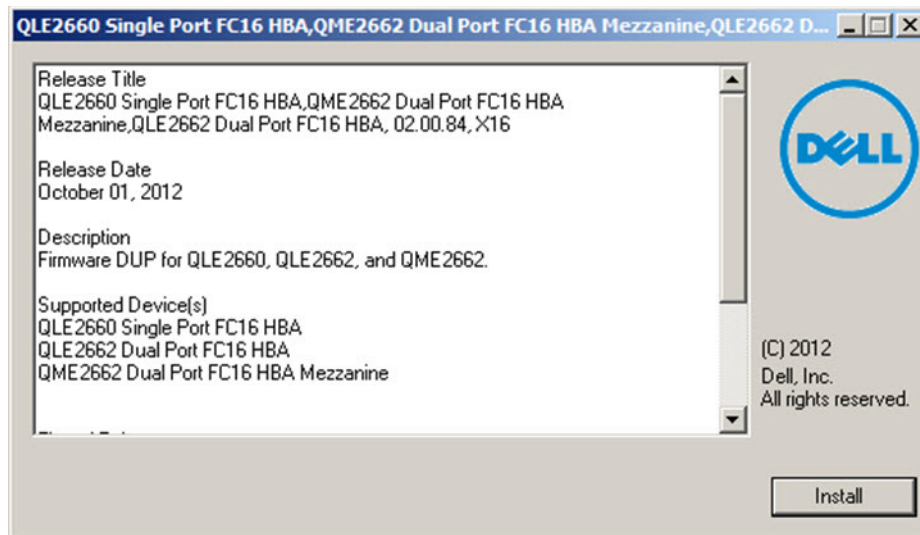 QLE2660 Single Port FC16 HBA,QME2662 Dual Port FC16 HBA Mezzanine,QLE2662 D...
Release Title
QLE2660 Single Port FC16 HBA,QME2662 Dual Port FC16 HBA
Mezzanine,QLE2662 Dual Port FC16 HBA, 02.00.84, X16
Release Date
October 01, 2012
Description
Firmware DUP for QLE2660, QLE2662, and QME2662.
Supported Device(s)
QLE2660 Single Port FC16 HBA
QLE2662 Dual Port FC16 HBA
QME2662 Dual Port FC16 HBA Mezzanine
DELL
(C) 2012
Dell, Inc.
All rights reserved.
Install